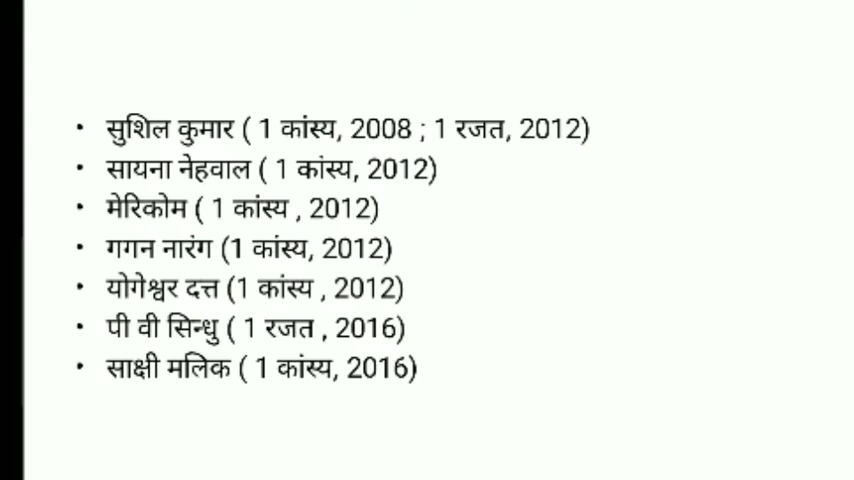 • सुशिल कुमार ( 1 कांस्य, 2008 ; 1 रजत, 2012)
• सायना नेहवाल ( 1 कांस्य, 2012)
• मेरिकोम ( 1 कांस्य , 2012)
• गगन नारंग (1 कांस्य, 2012)
• योगेश्वर दत्त (1 कांस्य , 2012)
• पी वी सिन्धु ( 1 रजत , 2016)
• साक्षी मलिक ( 1 कांस्य, 2016)